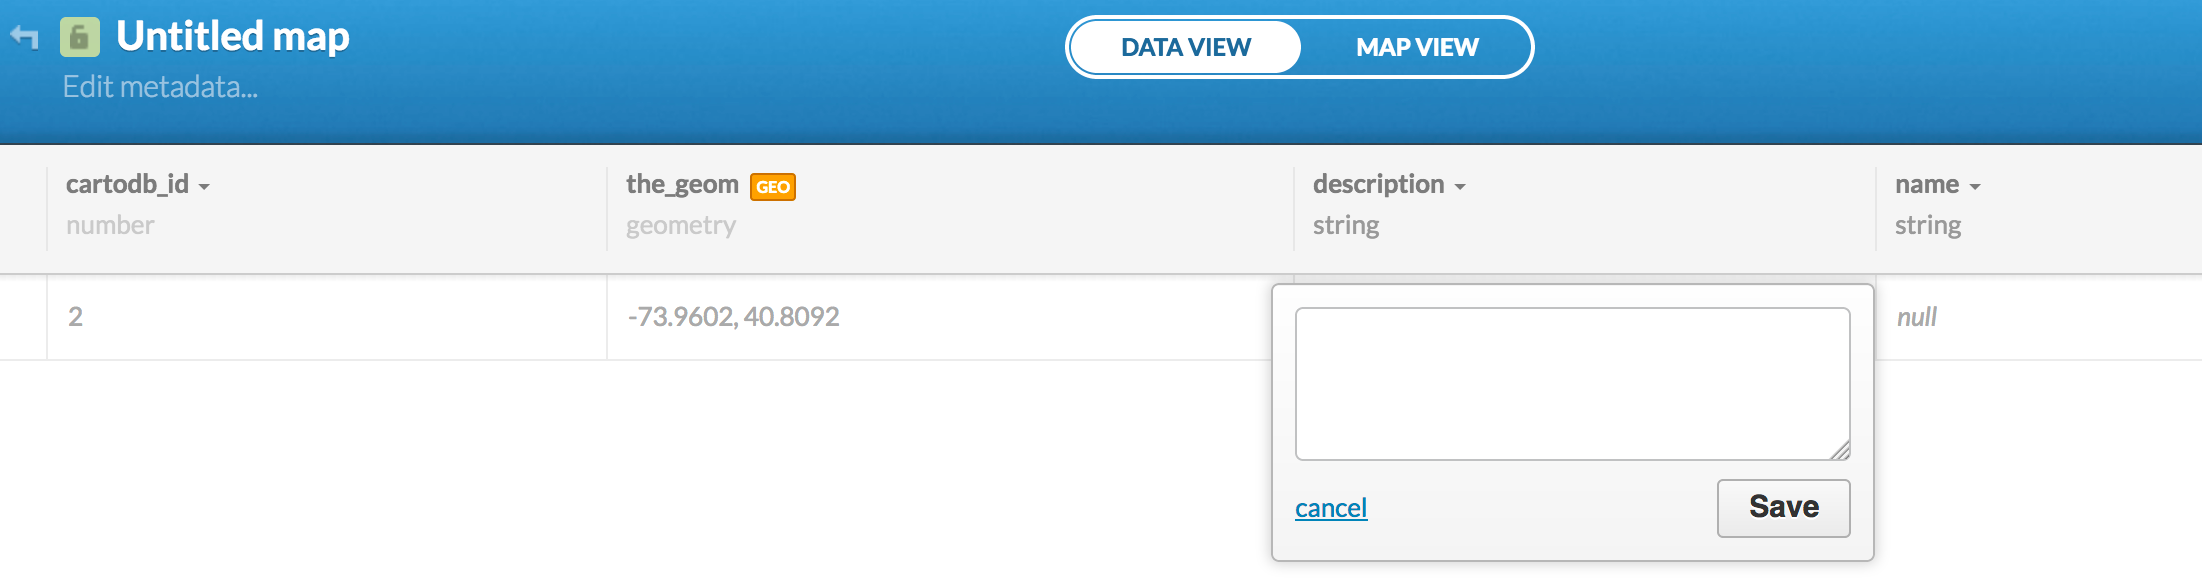 Untitled map
Edit metadata...
DATA VIEW MAP VIEW
cartodb_id the_geom GEO description name
number geometry string string
2 -73.9602, 40.8092 null
cancel Save